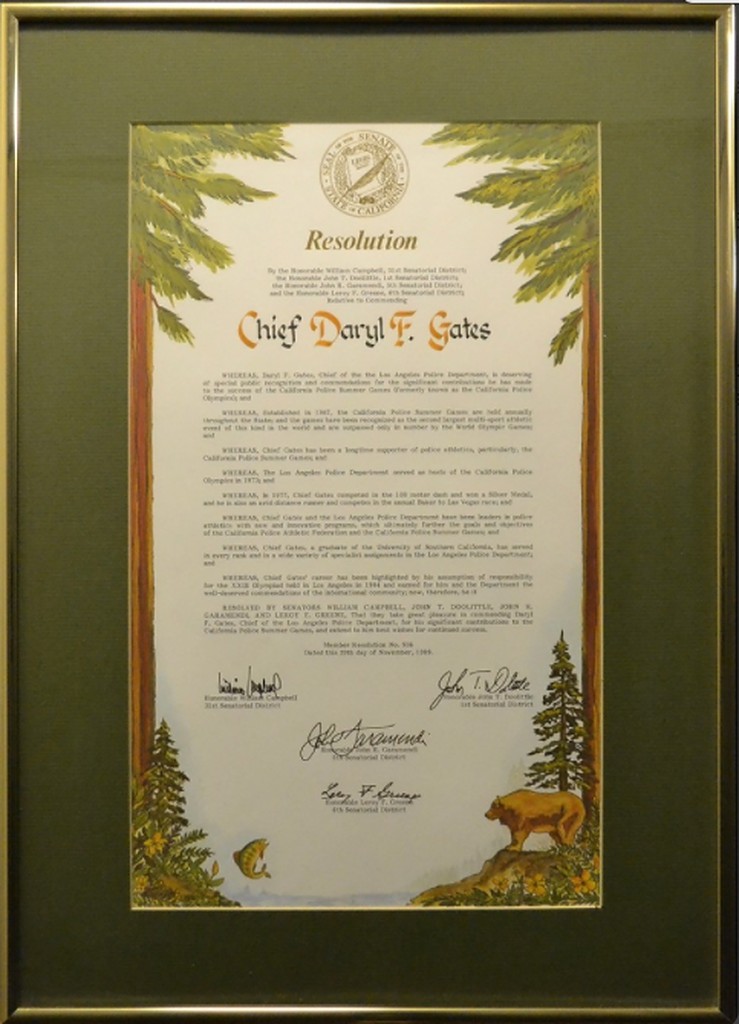 SEAL OF THE SENATE OF THE STATE OF CALIFORNIA
LEGIS
Resolution
By the Honorable William Campbell, 31st Senatorial District;
the Honorable John T. Doolittle, 1st Senatorial District;
the Honorable John R. Garamendi, 5th Senatorial District;
and the Honorable Leroy F. Greene, 6th Senatorial District;
Relative to Commending
Chief Daryl F. Gates
WHEREAS, Daryl F. Gates, Chief of the the Los Angeles Police Department, is deserving
of special public recognition and commendations for the significant contributions he has made
to the success of the California Police Summer Games (formerly known as the California Police
Olympics); and
WHEREAS, Established in 1967, the California Police Summer Games are held annually
throughout the State; and the games have been recognized as the second largest multi-sport athletic
event of this kind in the world and are surpassed only in number by the World Olympic Games;
and
WHEREAS, Chief Gates has been a longtime supporter of police athletics, particularly, the
California Police Summer Games; and
WHEREAS, The Los Angeles Police Department served as hosts of the California Police
Olympics in 1973; and
WHEREAS, in 1977, Chief Gates competed in the 100 meter dash and won a Silver Medal,
and he is also an avid distance runner and competes in the annual Baker to Las Vegas race; and
WHEREAS, Chief Gates and the Los Angeles Police Department have been leaders in police
athletics with new and innovative programs, which ultimately further the goals and objectives
of the California Police Athletic Federation and the California Police Summer Games; and
WHEREAS, Chief Gates, a graduate of the University of Southern California, has served
in every rank and in a wide variety of specialist assignments in the Los Angeles Police Department;
and
WHEREAS, Chief Gates' career has been highlighted by his assumption of responsibility
for the XXIII Olympiad held in Los Angeles in 1984 and earned for him and the Department the
well-deserved commendations of the international community; now, therefore, be it
RESOLVED BY SENATORS WILLIAM CAMPBELL, JOHN T. DOOLITTLE, JOHN R.
GARAMENDI, AND LEROY F. GREENE, That they take great pleasure in commending Daryl
F. Gates, Chief of the Los Angeles Police Department, for his significant contributions to the
California Police Summer Games, and extend to him best wishes for continued success.
Member Resolution No.
Dated this day of November, 1989.
William Campbell
John T. Doolittle
Honorable William Campbell
31st Senatorial District
Honorable John T. Doolittle
1st Senatorial District
John Garamendi
Honorable John R. Garamendi
5th Senatorial District
Leroy F Greene
Honorable Leroy F. Greene
6th Senatorial District